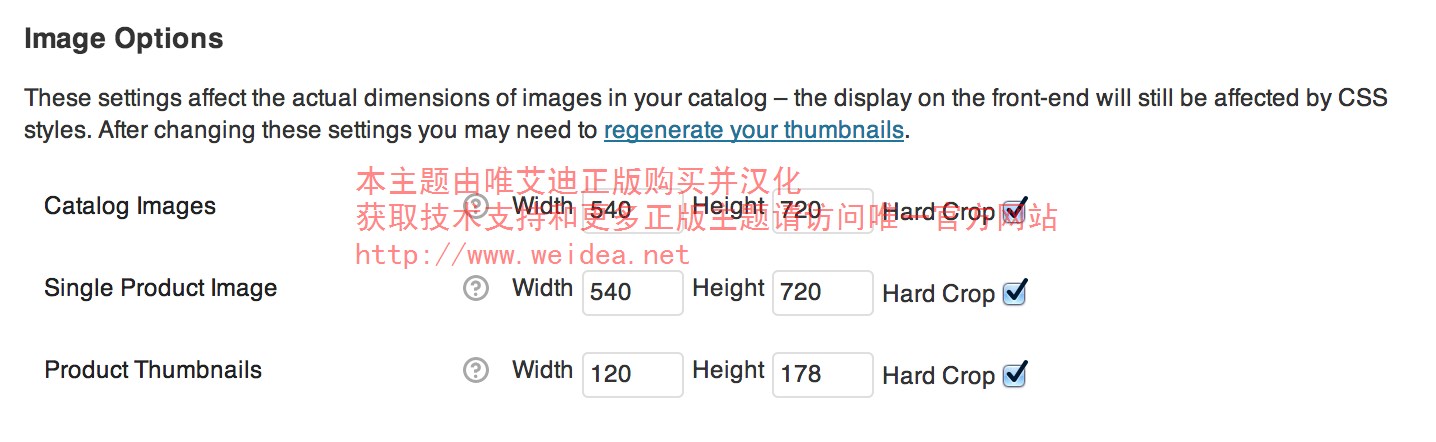 Image Options
These settings affect the actual dimensions of images in your catalog – the display on the front-end will still be affected by CSS
styles. After changing these settings you may need to regenerate your thumbnails.
本主题由唯艾迪正版购买并汉化
Catalog Images ? Width 540 Height 720 Hard Crop
获取技术支持和更多正版主题请访问唯一官方网站
http://www.weidea.net
Single Product Image ? Width 540 Height 720 Hard Crop
Product Thumbnails ? Width 120 Height 178 Hard Crop